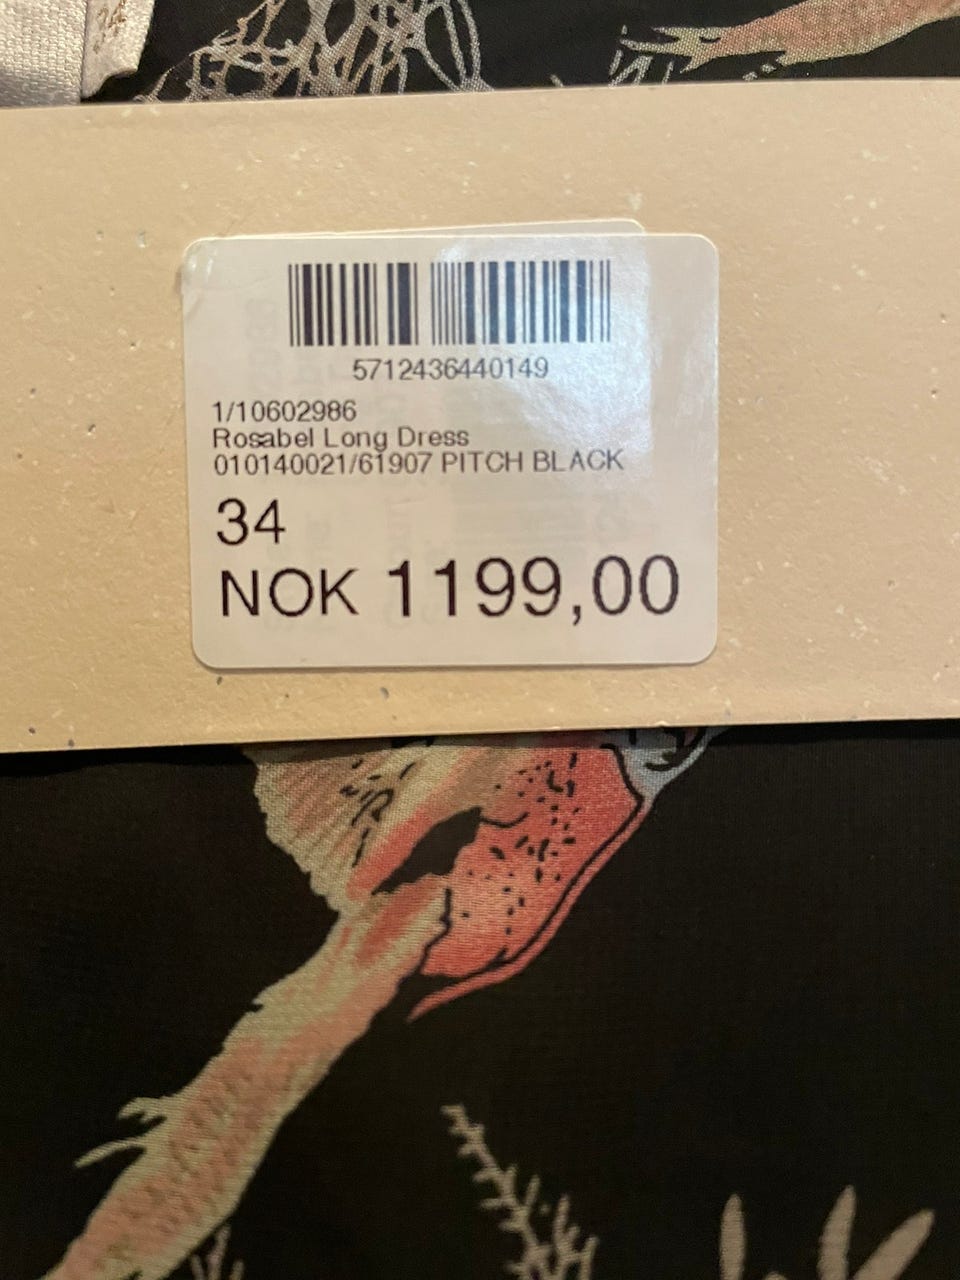 5712436440149
1/10602986
Rosabel Long Dress
010140021/61907 PITCH BLACK
34
NOK 1199,00